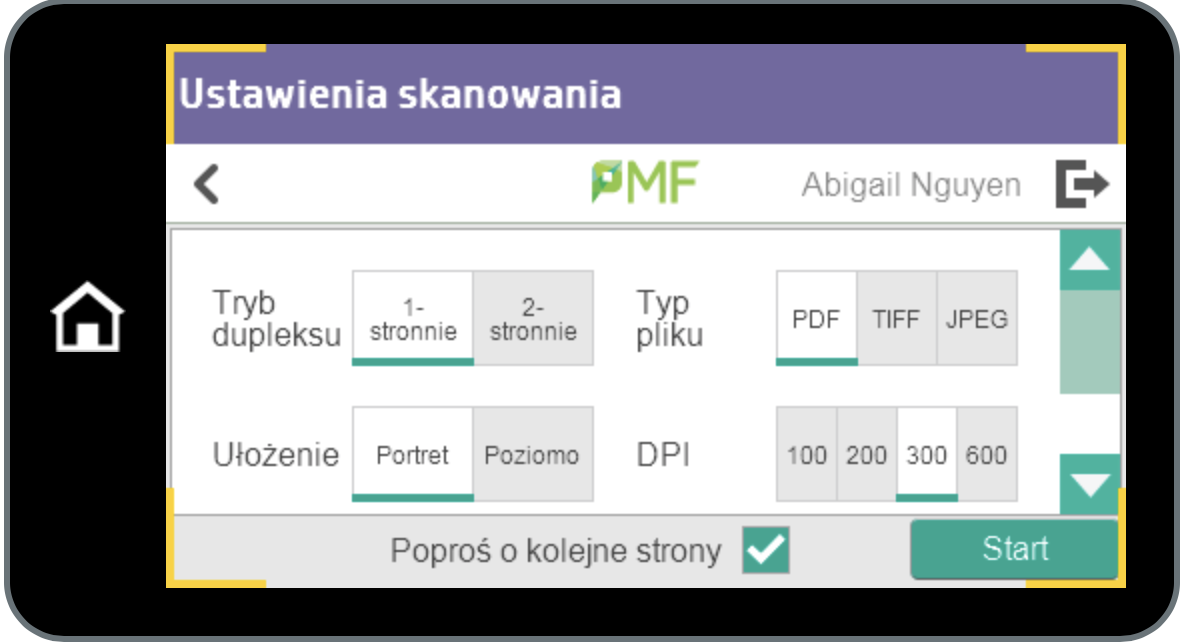 Ustawienia skanowania
PMF
Abigail Nguyen
Tryb
dupleksu
1-
stronnie
2-
stronnie
Typ
pliku
PDF TIFF JPEG
Ułożenie
Portret Poziomo
DPI
100 200 300 600
Poproś o kolejne strony
Start